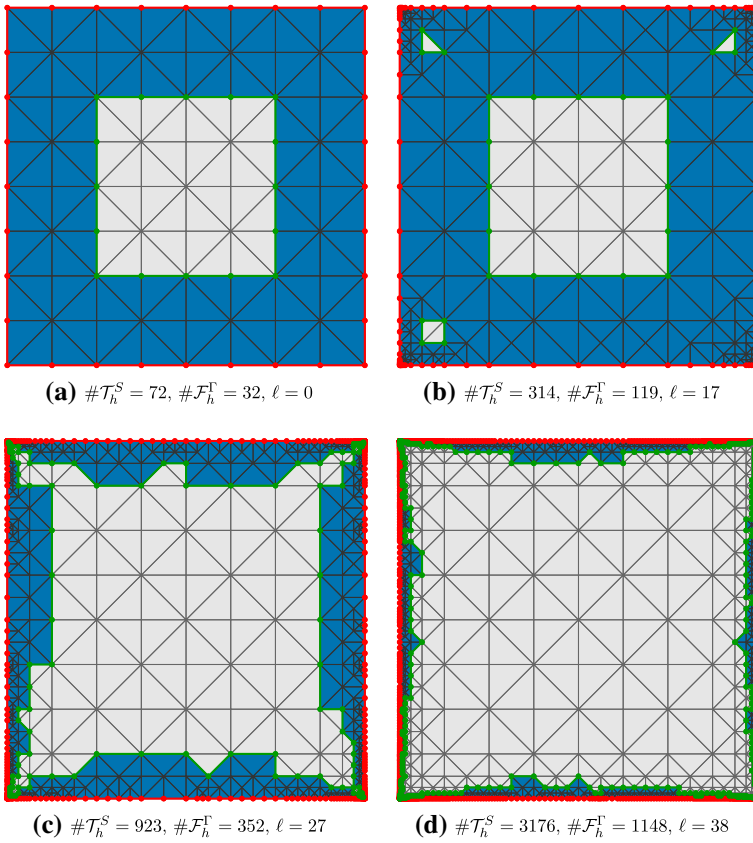 (a) #𝒯_h^S = 72, #ℱ_h^Γ = 32, ℓ = 0
(b) #𝒯_h^S = 314, #ℱ_h^Γ = 119, ℓ = 17
(c) #𝒯_h^S = 923, #ℱ_h^Γ = 352, ℓ = 27
(d) #𝒯_h^S = 3176, #ℱ_h^Γ = 1148, ℓ = 38